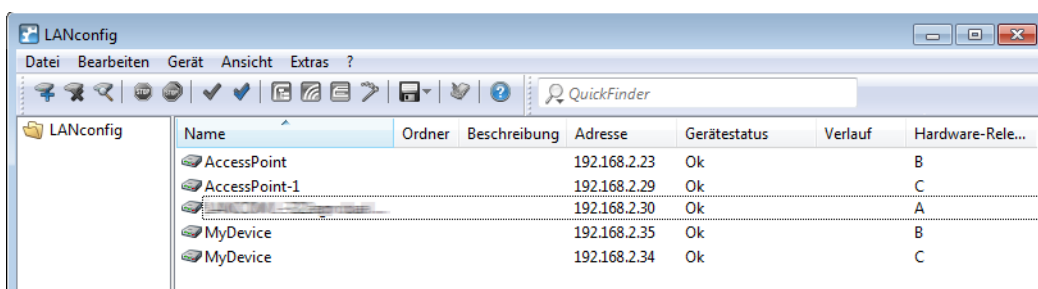 LANconfig
Datei Bearbeiten Gerät Ansicht Extras ?
STOP STOP QuickFinder
LANconfig Name Ordner Beschreibung Adresse Gerätestatus Verlauf Hardware-Rele...
AccessPoint 192.168.2.23 Ok B
AccessPoint-1 192.168.2.29 Ok C
192.168.2.30 Ok A
MyDevice 192.168.2.35 Ok B
MyDevice 192.168.2.34 Ok C